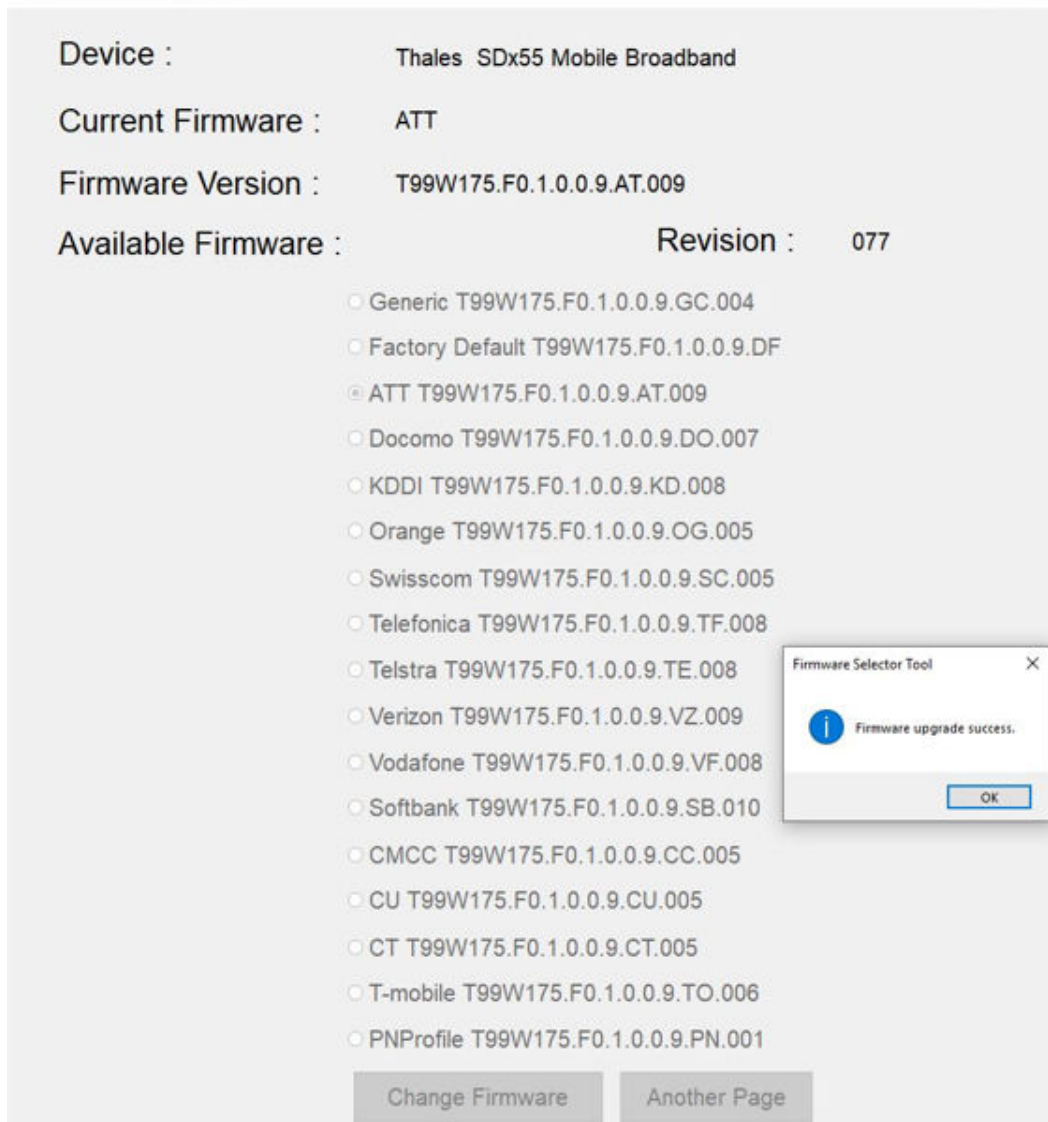 Device : Thales SDx55 Mobile Broadband
Current Firmware : ATT
Firmware Version : T99W175.F0.1.0.0.9.AT.009
Available Firmware : Revision : 077
Generic T99W175.F0.1.0.0.9.GC.004
Factory Default T99W175.F0.1.0.0.9.DF
ATT T99W175.F0.1.0.0.9.AT.009
Docomo T99W175.F0.1.0.0.9.DO.007
KDDI T99W175.F0.1.0.0.9.KD.008
Orange T99W175.F0.1.0.0.9.OG.005
Swisscom T99W175.F0.1.0.0.9.SC.005
Telefonica T99W175.F0.1.0.0.9.TF.008
Telstra T99W175.F0.1.0.0.9.TE.008
Verizon T99W175.F0.1.0.0.9.VZ.009
Vodafone T99W175.F0.1.0.0.9.VF.008
Softbank T99W175.F0.1.0.0.9.SB.010
CMCC T99W175.F0.1.0.0.9.CC.005
CU T99W175.F0.1.0.0.9.CU.005
CT T99W175.F0.1.0.0.9.CT.005
T-mobile T99W175.F0.1.0.0.9.TO.006
PNProfile T99W175.F0.1.0.0.9.PN.001
Change Firmware Another Page
Firmware Selector Tool
Firmware upgrade success.
OK